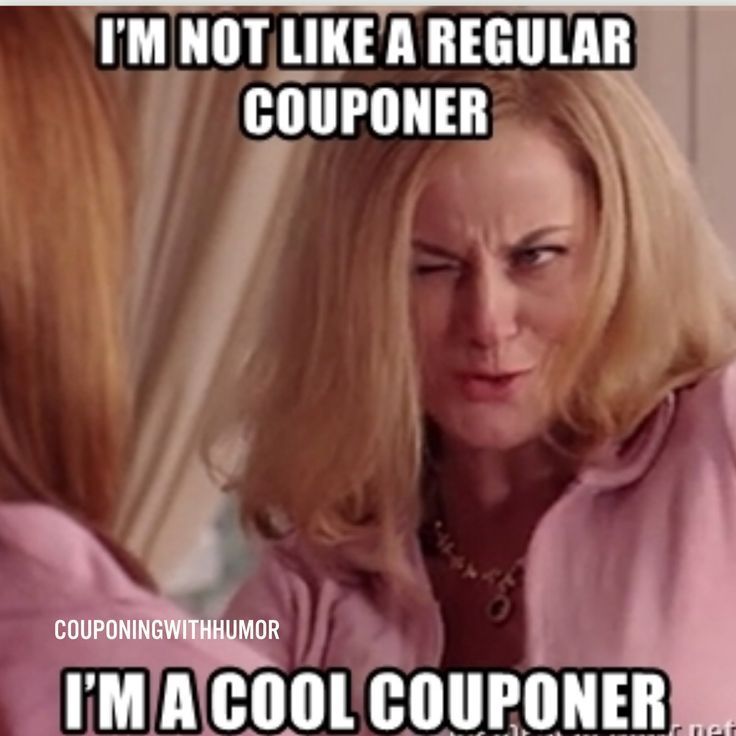 I'M NOT LIKE A REGULAR
COUPONER
COUPONINGWITHHUMOR
I'M A COOL COUPONER